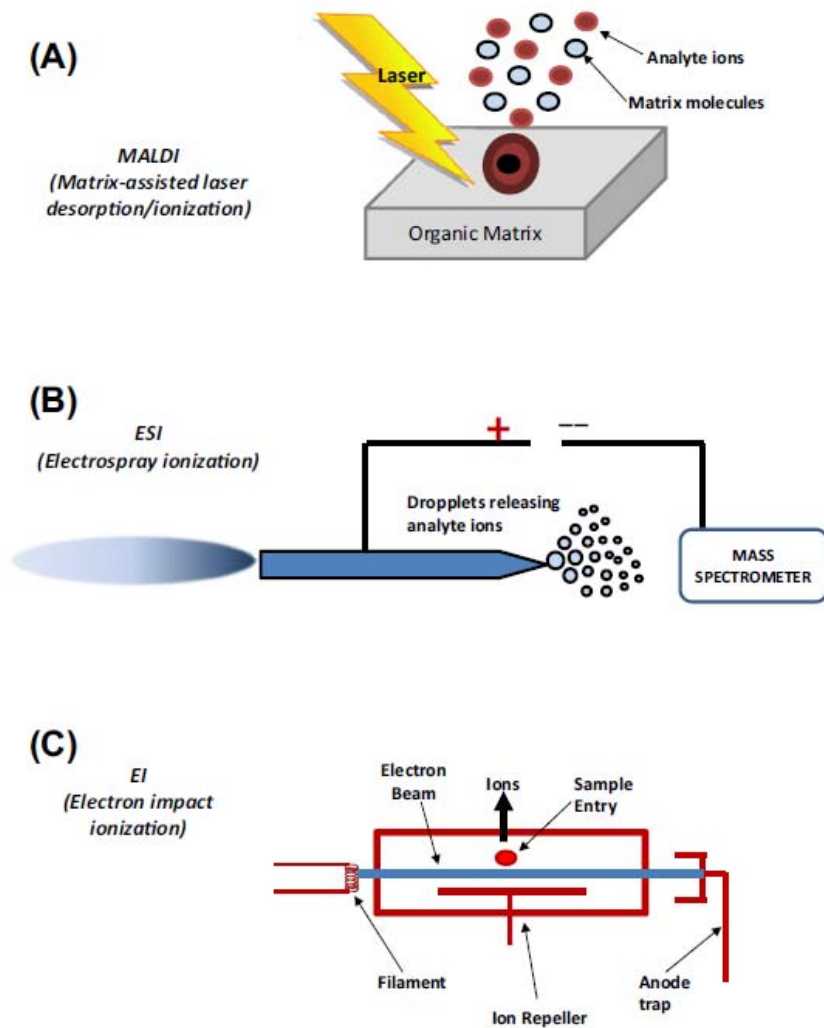 (A)
MALDI
(Matrix-assisted laser
desorption/ionization)
Laser
Analyte ions
Matrix molecules
Organic Matrix
(B)
ESI
(Electrospray ionization)
+
−−
Dropplets releasing
analyte ions
MASS
SPECTROMETER
(C)
EI
(Electron impact
ionization)
Electron
Beam
Ions
Sample
Entry
Filament
Ion Repeller
Anode
trap